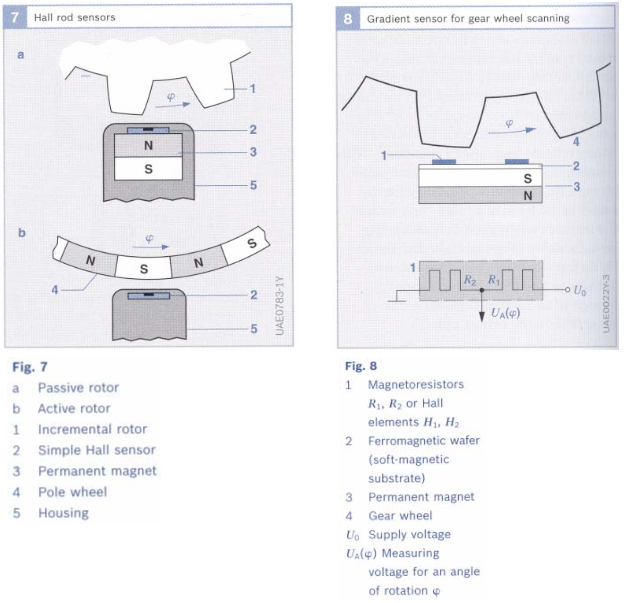 7 Hall rod sensors
a
φ
1
2
N
3
S
5
b
φ
N
S
N
S
4
2
5
UAE0783-1Y
Fig. 7
a Passive rotor
b Active rotor
1 Incremental rotor
2 Simple Hall sensor
3 Permanent magnet
4 Pole wheel
5 Housing
8 Gradient sensor for gear wheel scanning
φ
4
1
2
S
3
N
1
R2 R1
U0
UA(φ)
UAE0022Y-3
Fig. 8
1 Magnetoresistors
R1, R2 or Hall
elements H1, H2
2 Ferromagnetic wafer
(soft-magnetic
substrate)
3 Permanent magnet
4 Gear wheel
U0 Supply voltage
UA(φ) Measuring
voltage for an angle
of rotation φ